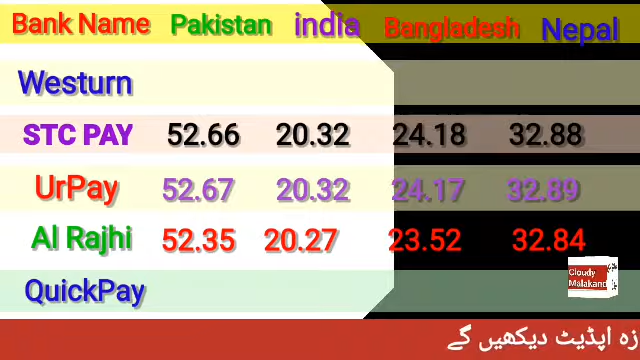 Bank Name Pakistan india Bangladesh Nepal
Westurn
STC PAY 52.66 20.32 24.18 32.88
UrPay 52.67 20.32 24.17 32.89
Al Rajhi 52.35 20.27 23.52 32.84
QuickPay
Cloudy
Malakand
زہ اپڈیٹ دیکھیں گے